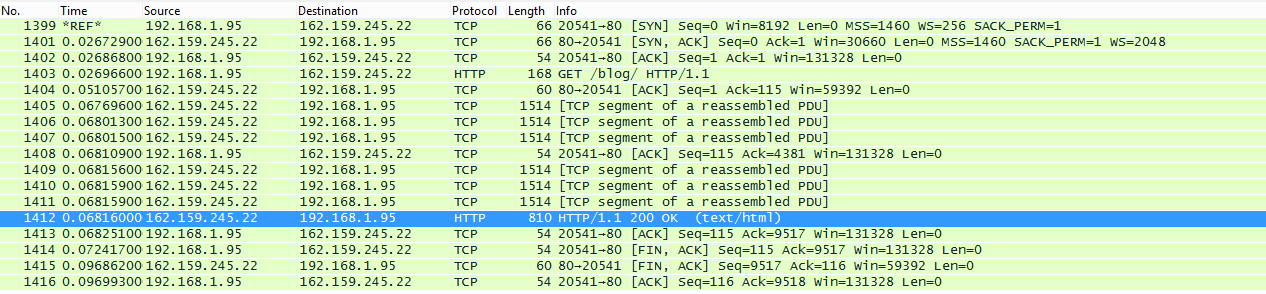 No. Time Source Destination Protocol Length Info
1399 *REF* 192.168.1.95 162.159.245.22 TCP 66 20541→80 [SYN] Seq=0 Win=8192 Len=0 MSS=1460 WS=256 SACK_PERM=1
1401 0.02672900 162.159.245.22 192.168.1.95 TCP 66 80→20541 [SYN, ACK] Seq=0 Ack=1 Win=30660 Len=0 MSS=1460 SACK_PERM=1 WS=2048
1402 0.02686800 192.168.1.95 162.159.245.22 TCP 54 20541→80 [ACK] Seq=1 Ack=1 Win=131328 Len=0
1403 0.02696600 192.168.1.95 162.159.245.22 HTTP 168 GET /blog/ HTTP/1.1
1404 0.05105700 162.159.245.22 192.168.1.95 TCP 60 80→20541 [ACK] Seq=1 Ack=115 Win=59392 Len=0
1405 0.06769600 162.159.245.22 192.168.1.95 TCP 1514 [TCP segment of a reassembled PDU]
1406 0.06801300 162.159.245.22 192.168.1.95 TCP 1514 [TCP segment of a reassembled PDU]
1407 0.06801500 162.159.245.22 192.168.1.95 TCP 1514 [TCP segment of a reassembled PDU]
1408 0.06810900 192.168.1.95 162.159.245.22 TCP 54 20541→80 [ACK] Seq=115 Ack=4381 Win=131328 Len=0
1409 0.06815600 162.159.245.22 192.168.1.95 TCP 1514 [TCP segment of a reassembled PDU]
1410 0.06815900 162.159.245.22 192.168.1.95 TCP 1514 [TCP segment of a reassembled PDU]
1411 0.06815900 162.159.245.22 192.168.1.95 TCP 1514 [TCP segment of a reassembled PDU]
1412 0.06816000 162.159.245.22 192.168.1.95 HTTP 810 HTTP/1.1 200 OK (text/html)
1413 0.06825100 192.168.1.95 162.159.245.22 TCP 54 20541→80 [ACK] Seq=115 Ack=9517 Win=131328 Len=0
1414 0.07241700 192.168.1.95 162.159.245.22 TCP 54 20541→80 [FIN, ACK] Seq=115 Ack=9517 Win=131328 Len=0
1415 0.09686200 162.159.245.22 192.168.1.95 TCP 60 80→20541 [FIN, ACK] Seq=9517 Ack=116 Win=59392 Len=0
1416 0.09699300 192.168.1.95 162.159.245.22 TCP 54 20541→80 [ACK] Seq=116 Ack=9518 Win=131328 Len=0